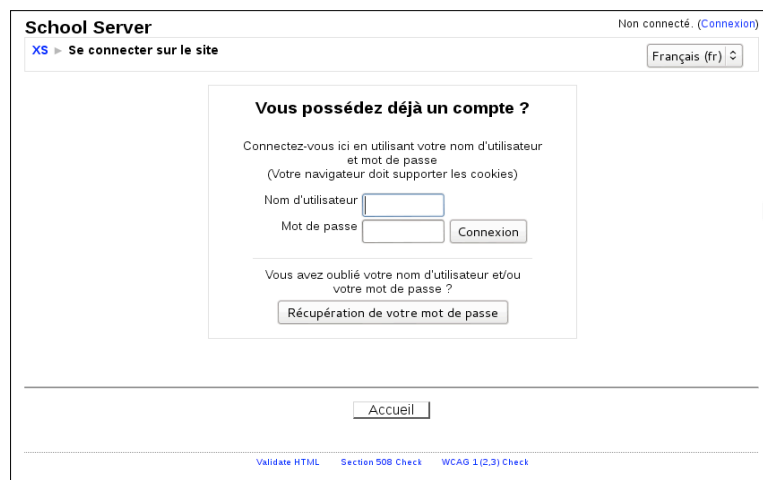 School Server
Non connecté. (Connexion)
XS ► Se connecter sur le site
Français (fr)
Vous possédez déjà un compte ?
Connectez-vous ici en utilisant votre nom d'utilisateur
et mot de passe
(Votre navigateur doit supporter les cookies)
Nom d'utilisateur
Mot de passe
Connexion
Vous avez oublié votre nom d'utilisateur et/ou
votre mot de passe ?
Récupération de votre mot de passe
Accueil
Validate HTML Section 508 Check WCAG 1 (2,3) Check